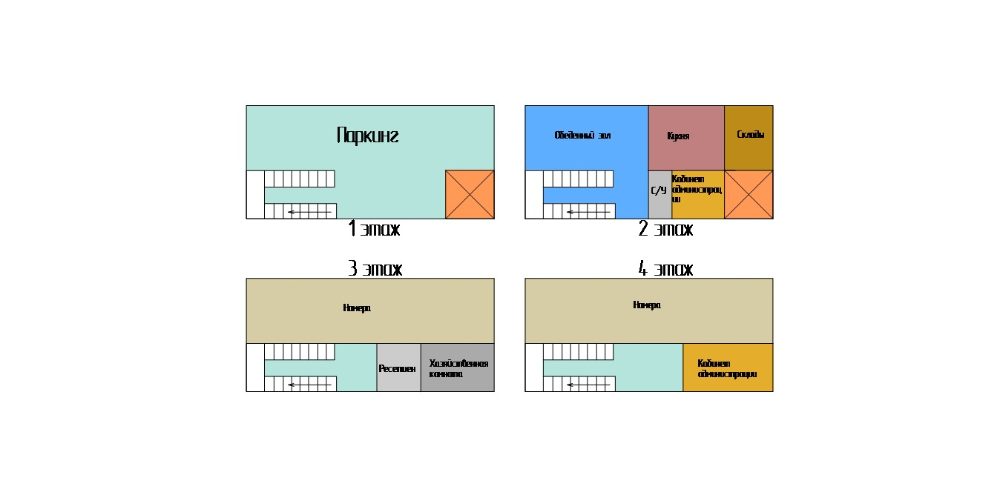 Паркинг
1 этаж
Обеденный зал
Кухня
Склады
С/У
Кабинет
администрац
ии
2 этаж
3 этаж
Номера
Ресепшен
Хозяйственная
комната
4 этаж
Номера
Кабинет
администрации